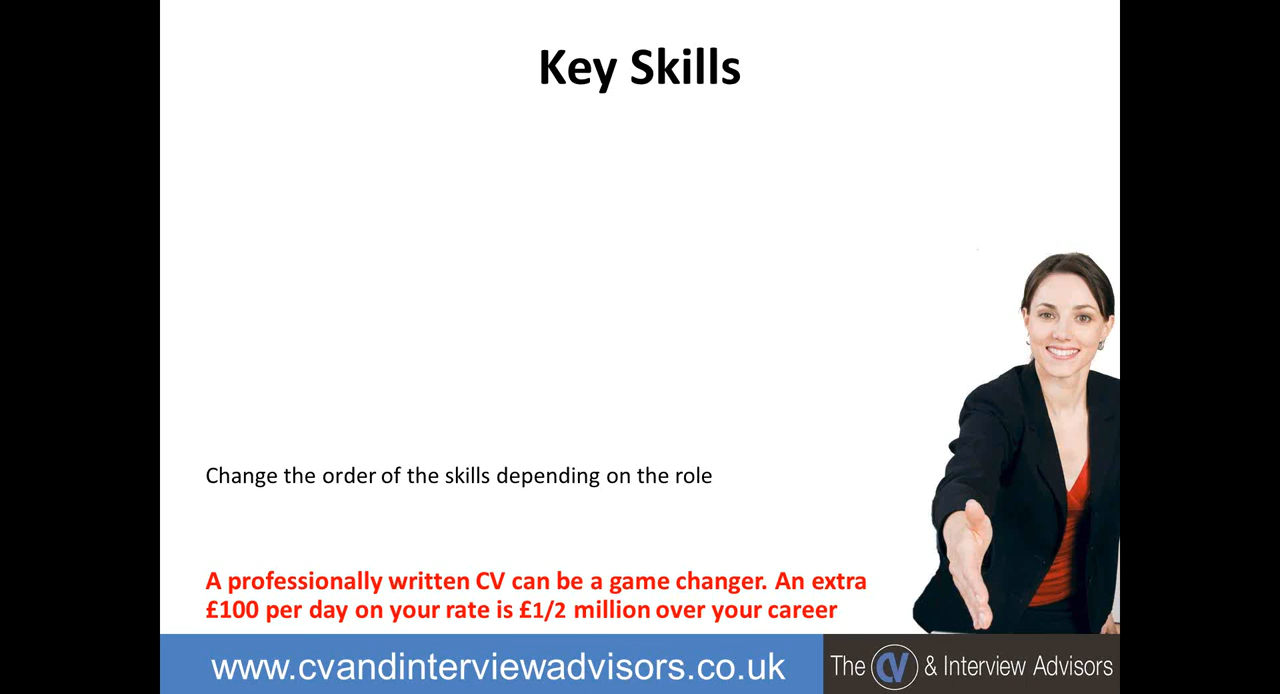 Key Skills
Change the order of the skills depending on the role
A professionally written CV can be a game changer. An extra
£100 per day on your rate is £1/2 million over your career
www.cvandinterviewadvisors.co.uk
The CV & Interview Advisors